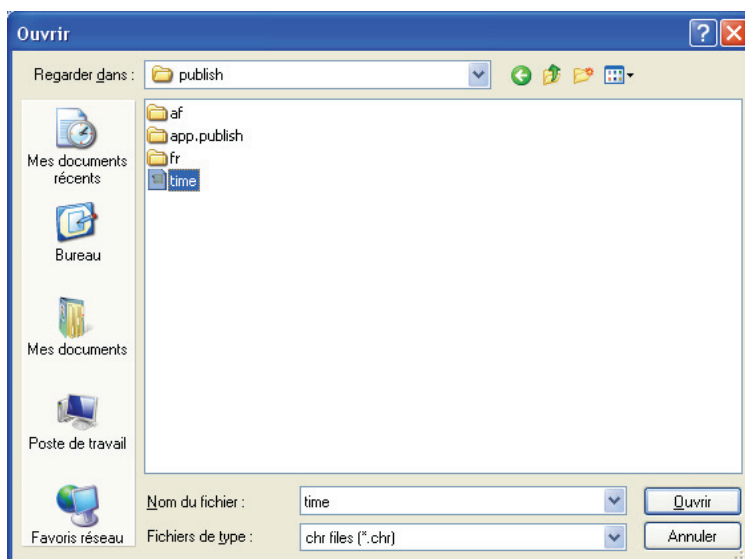 Ouvrir
Regarder dans :
publish
Mes documents
récents
Bureau
Mes documents
Poste de travail
Favoris réseau
af
app.publish
fr
time
Nom du fichier :
time
Ouvrir
Fichiers de type :
chr files (*.chr)
Annuler